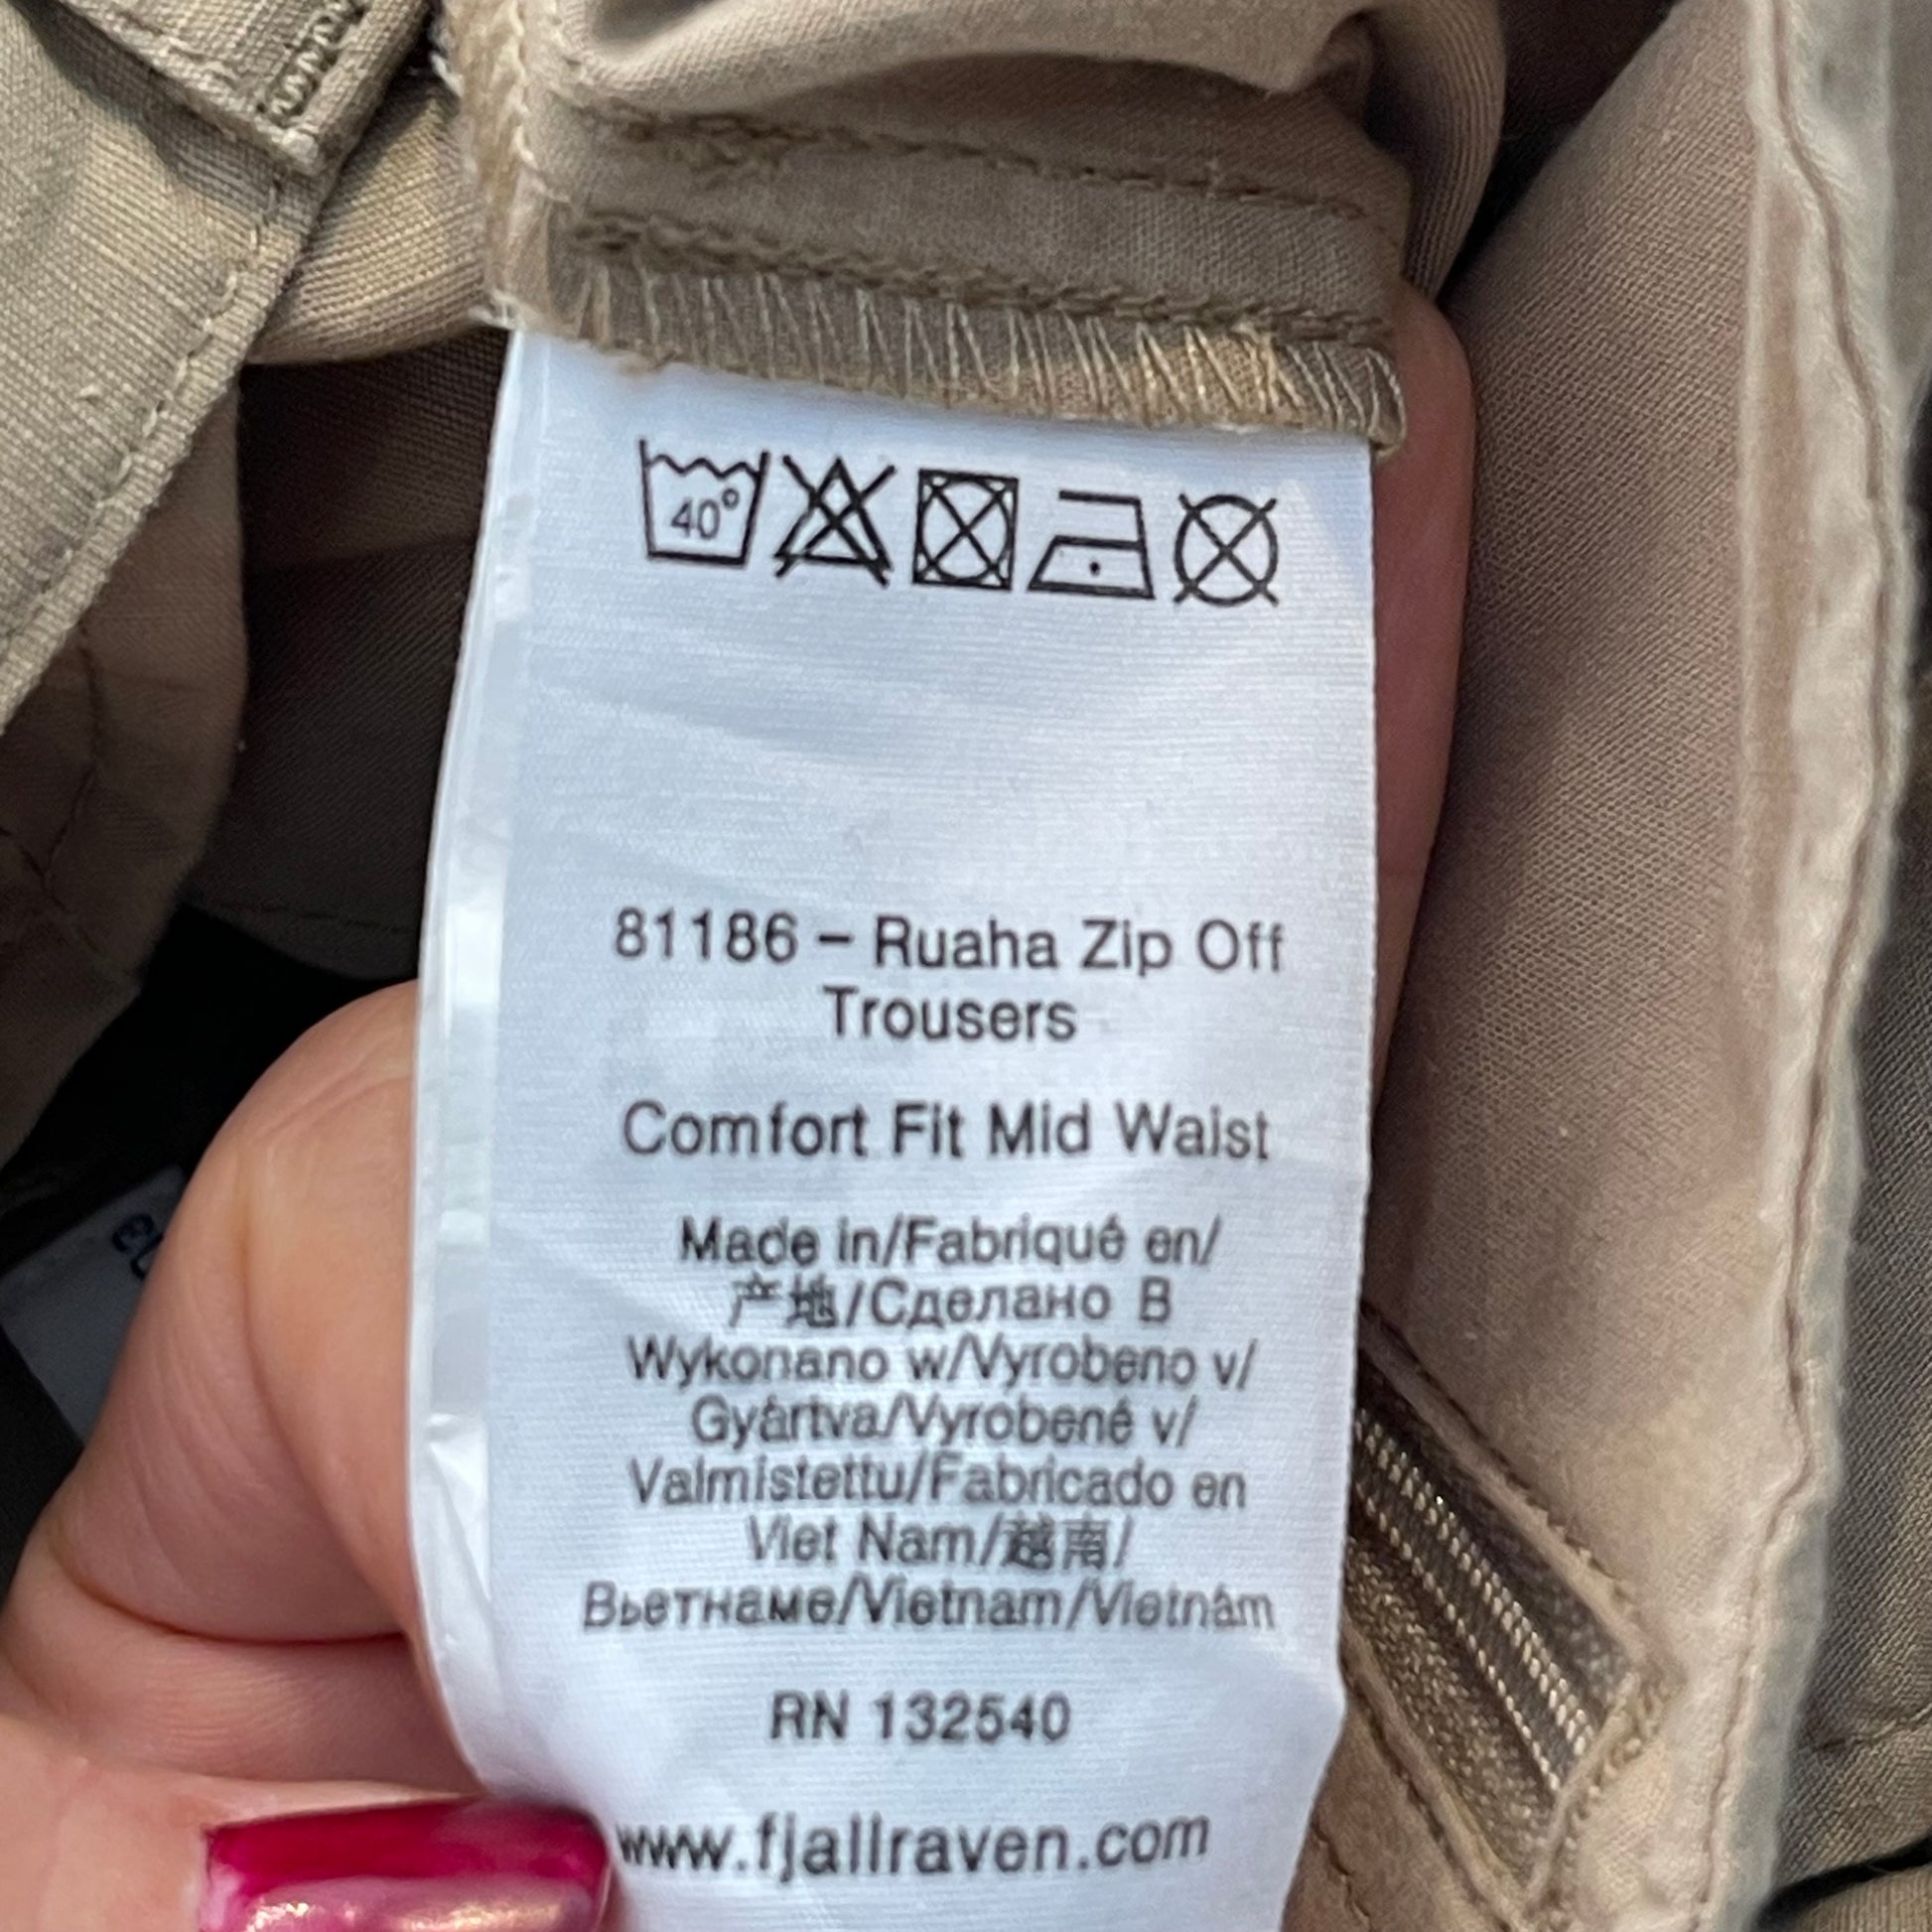 40°
81186 – Ruaha Zip Off
Trousers
Comfort Fit Mid Waist
Made in/Fabriqué en/
产地/Сделано В
Wykonano w/Vyrobeno v/
Gyártva/Vyrobené v/
Valmistettu/Fabricado en
Viet Nam/越南/
Вьетнаме/Vietnam/Vietnám
RN 132540
www.fjallraven.com